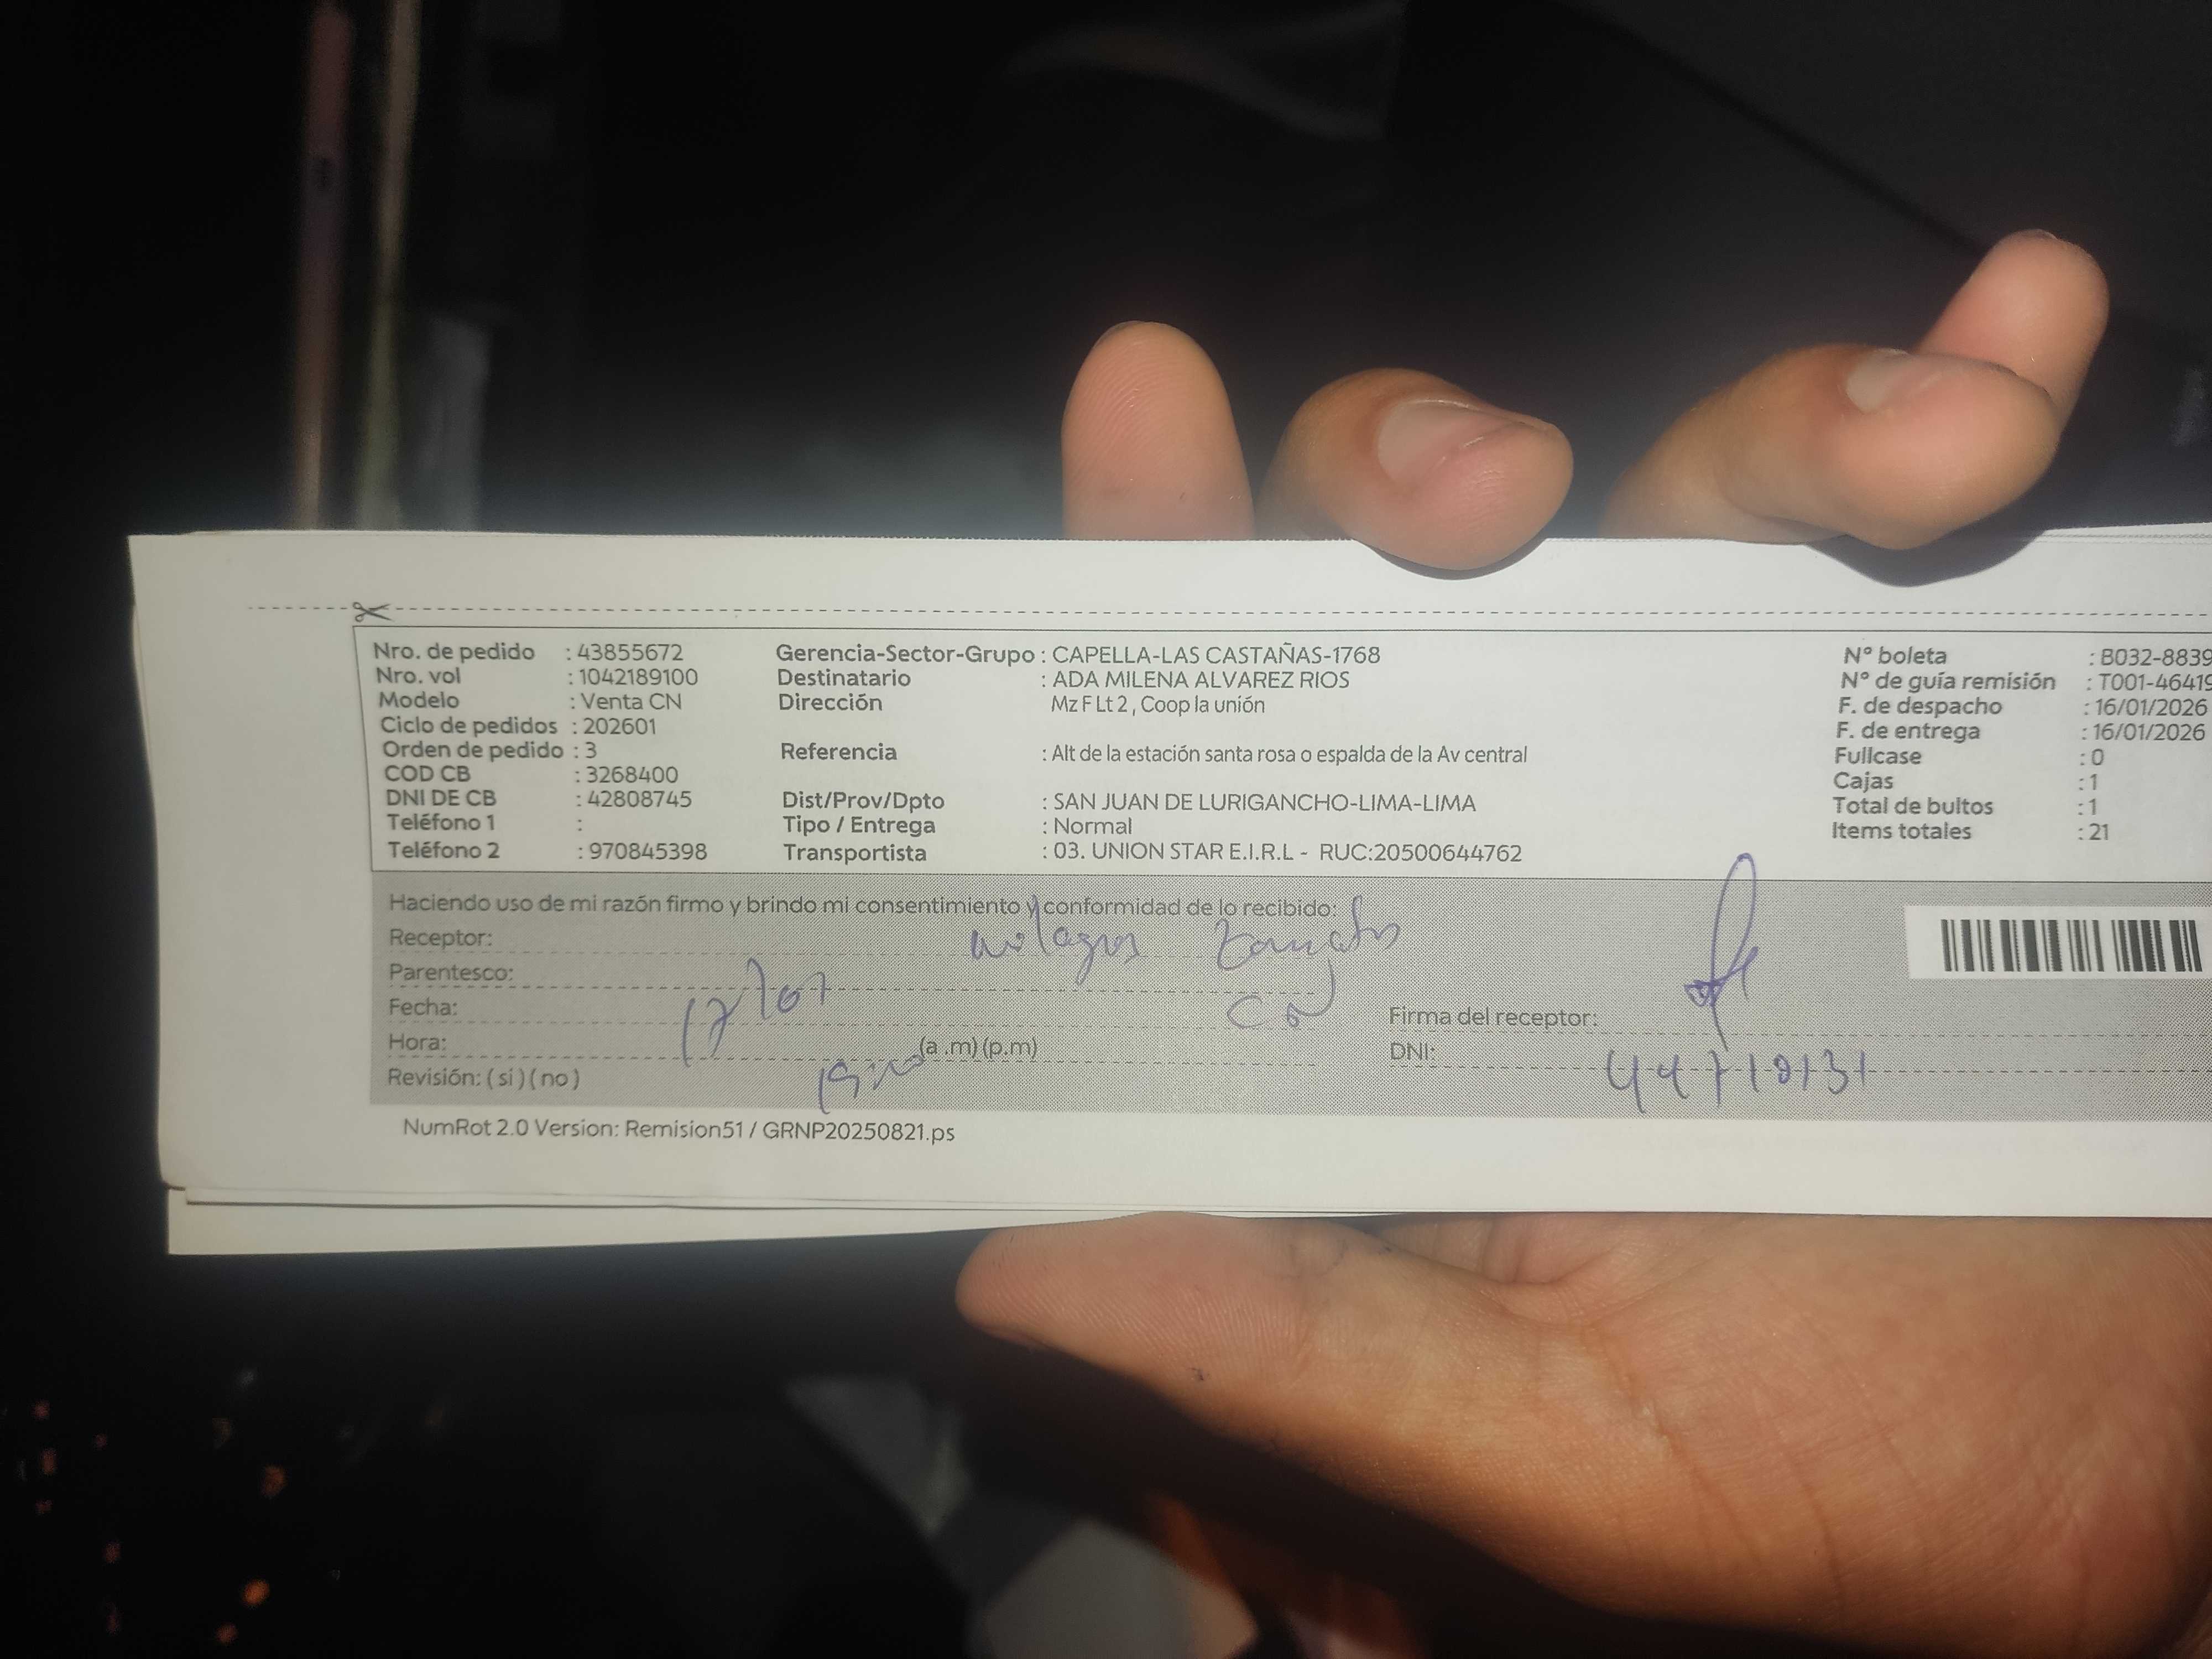 Nro. de pedido : 43855672
Nro. vol : 1042189100
Modelo : Venta CN
Ciclo de pedidos : 202601
Orden de pedido : 3
COD CB : 3268400
DNI DE CB : 42808745
Teléfono 1 :
Teléfono 2 : 970845398
Gerencia-Sector-Grupo : CAPELLA-LAS CASTAÑAS-1768
Destinatario : ADA MILENA ALVAREZ RIOS
Dirección Mz F Lt 2 , Coop la unión
Referencia : Alt de la estación santa rosa o espalda de la Av central
Dist/Prov/Dpto : SAN JUAN DE LURIGANCHO-LIMA-LIMA
Tipo / Entrega : Normal
Transportista : 03. UNION STAR E.I.R.L - RUC:20500644762
N° boleta : B032-8839
N° de guía remisión : T001-46419
F. de despacho : 16/01/2026
F. de entrega : 16/01/2026
Fullcase : 0
Cajas : 1
Total de bultos : 1
Items totales : 21
Haciendo uso de mi razón firmo y brindo mi consentimiento y conformidad de lo recibido:
Receptor: milagros
Parentesco:
Fecha: 17/01
Hora: (a .m) (p.m)
Revisión: ( si ) ( no )
Firma del receptor:
DNI: 44710131
NumRot 2.0 Version: Remision51 / GRNP20250821.ps